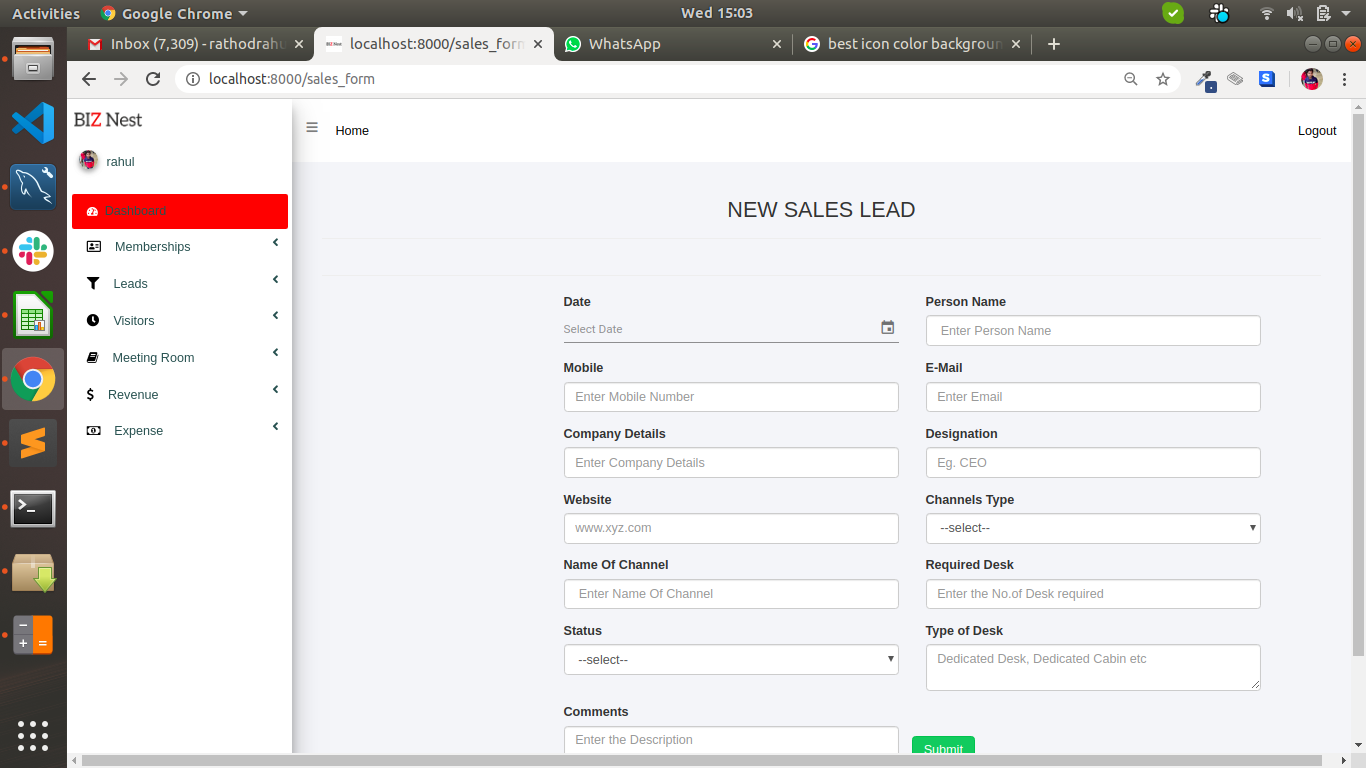 Activities Google Chrome Wed 15:03
Inbox (7,309) - rathodrahu localhost:8000/sales_form WhatsApp best icon color backgroun
localhost:8000/sales_form
BIZ Nest
Home Logout
rahul
Dashboard
NEW SALES LEAD
Memberships
Leads
Visitors
Meeting Room
Revenue
Expense
Date Person Name
Select Date Enter Person Name
Mobile E-Mail
Enter Mobile Number Enter Email
Company Details Designation
Enter Company Details Eg. CEO
Website Channels Type
www.xyz.com --select--
Name Of Channel Required Desk
Enter Name Of Channel Enter the No.of Desk required
Status Type of Desk
--select-- Dedicated Desk, Dedicated Cabin etc
Comments
Enter the Description Submit